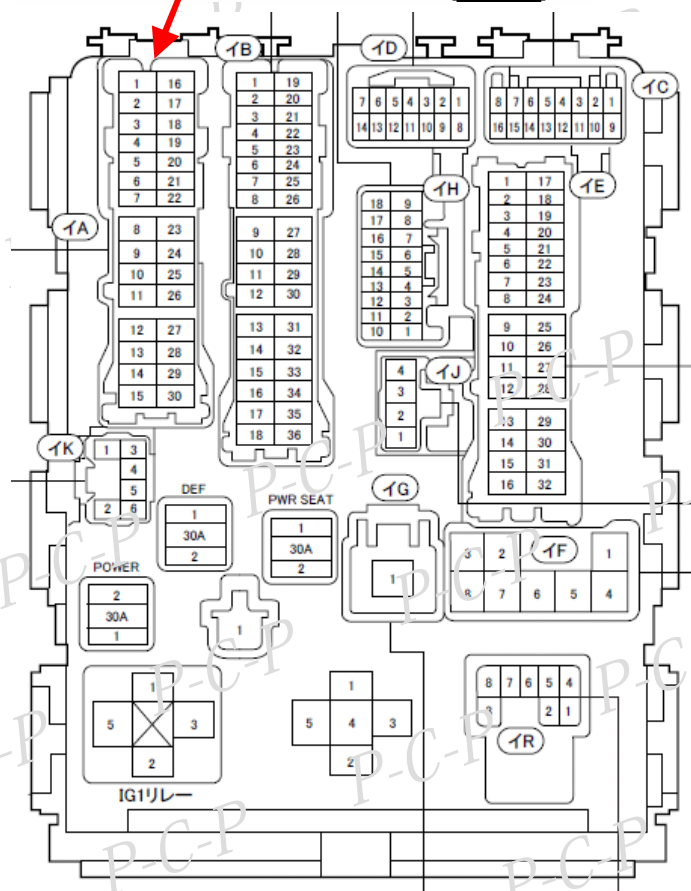 イB
イD
イC
1 16
2 17
3 18
4 19
5 20
6 21
7 22
8 23
9 24
10 25
11 26
12 27
13 28
14 29
15 30
イA
1 19
2 20
3 21
4 22
5 23
6 24
7 25
8 26
9 27
10 28
11 29
12 30
13 31
14 32
15 33
16 34
17 35
18 36
7 6 5 4 3 2 1
14 13 12 11 10 9 8
8 7 6 5 4 3 2 1
16 15 14 13 12 11 10 9
イH
イE
18 9
17 8
16 7
15 6
14 5
13 4
12 3
11 2
10 1
1 17
2 18
3 19
4 20
5 21
6 22
7 23
8 24
9 25
10 26
11 27
12 28
13 29
14 30
15 31
16 32
イJ
4
3
2
1
イK
1 3
4
5
2 6
DEF
1
30A
2
PWR SEAT
1
30A
2
イG
1
イF
3 2 1
8 7 6 5 4
POWER
2
30A
1
1
1
5 3
2
IG1リレー
1
5 4 3
2
8 7 6 5 4
3 2 1
イR
P-C-P
P-C-P
P-C-P
P-C-P
P-C-P
P-C-P
P-C-P
P-C-P
P-C-P